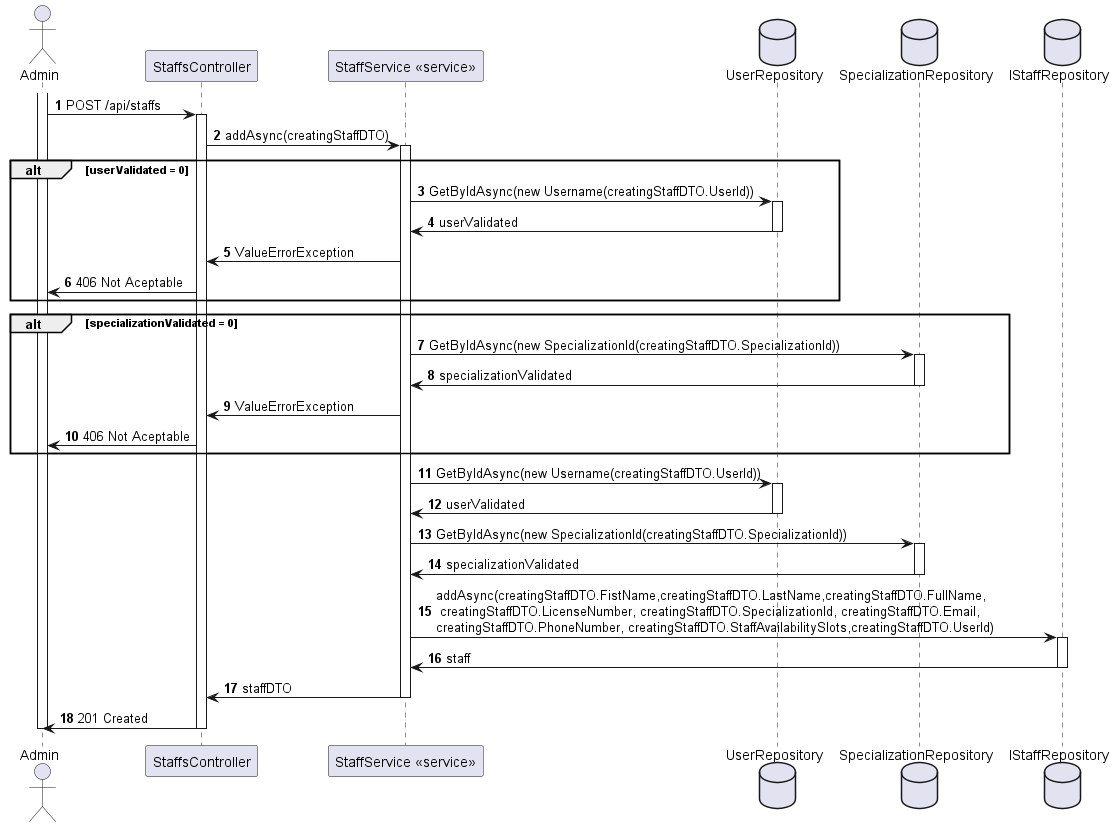 Admin
StaffsController
StaffService «service»
UserRepository
SpecializationRepository
IStaffRepository
1 POST /api/staffs
2 addAsync(creatingStaffDTO)
alt [userValidated = 0]
3 GetByIdAsync(new Username(creatingStaffDTO.UserId))
4 userValidated
5 ValueErrorException
6 406 Not Aceptable
alt [specializationValidated = 0]
7 GetByIdAsync(new SpecializationId(creatingStaffDTO.SpecializationId))
8 specializationValidated
9 ValueErrorException
10 406 Not Aceptable
11 GetByIdAsync(new Username(creatingStaffDTO.UserId))
12 userValidated
13 GetByIdAsync(new SpecializationId(creatingStaffDTO.SpecializationId))
14 specializationValidated
addAsync(creatingStaffDTO.FistName,creatingStaffDTO.LastName,creatingStaffDTO.FullName,
15 creatingStaffDTO.LicenseNumber, creatingStaffDTO.SpecializationId, creatingStaffDTO.Email,
creatingStaffDTO.PhoneNumber, creatingStaffDTO.StaffAvailabilitySlots,creatingStaffDTO.UserId)
16 staff
17 staffDTO
18 201 Created
Admin
StaffsController
StaffService «service»
UserRepository
SpecializationRepository
IStaffRepository